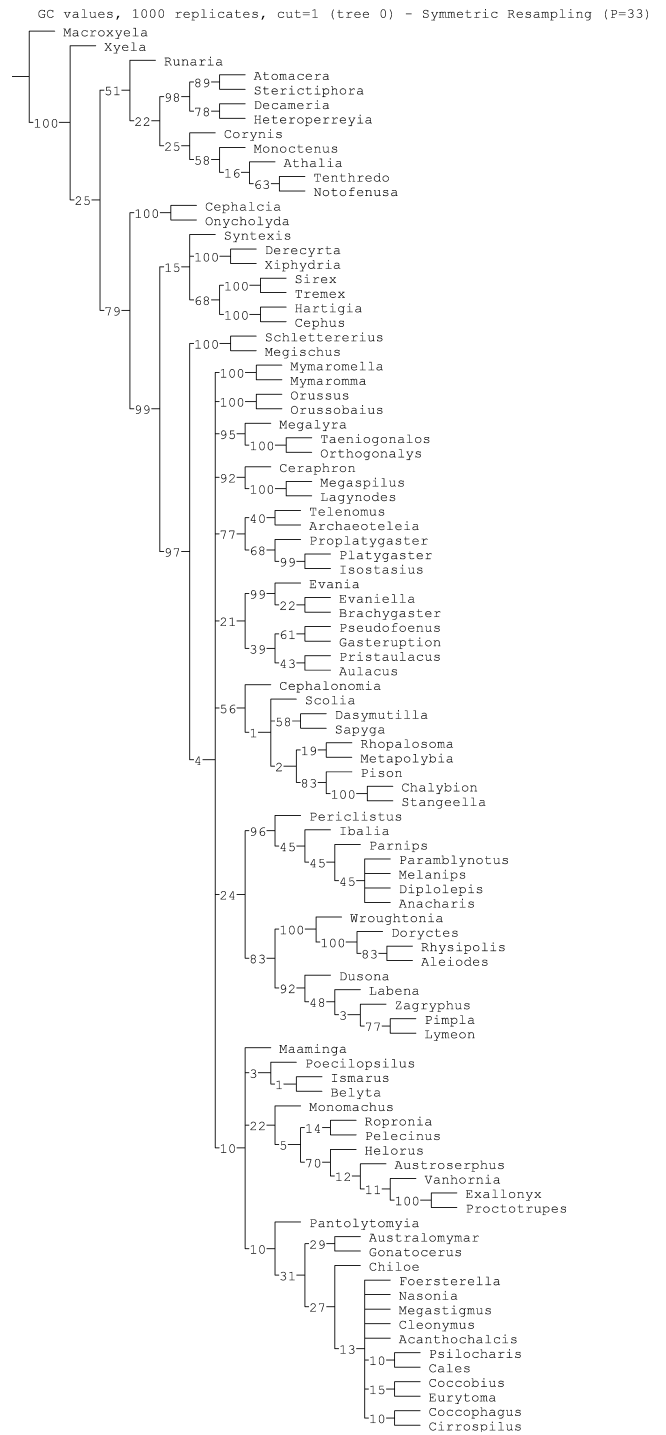 GC values, 1000 replicates, cut=1 (tree 0) - Symmetric Resampling (P=33)
Macroxyela
Xyela
Runaria
Atomacera
89
Sterictiphora
51
98
Decameria
78
Heteroperreyia
100
22
Corynis
25
Monoctenus
58
Athalia
16
Tenthredo
63
Notofenusa
25
Cephalcia
100
Onycholyda
Syntexis
Derecyrta
100
Xiphydria
15
Sirex
100
Tremex
68
Hartigia
79
100
Cephus
Schlettererius
100
Megischus
Mymaromella
100
Mymaromma
Orussus
100
Orussobaius
99
Megalyra
95
Taeniogonalos
100
Orthogonalys
Ceraphron
92
Megaspilus
100
Lagynodes
Telenomus
40
Archaeoteleia
77
Proplatygaster
68
Platygaster
97
99
Isostasius
Evania
99
Evaniella
22
Brachygaster
21
Pseudofoenus
61
Gasteruption
39
Pristaulacus
43
Aulacus
Cephalonomia
56
Scolia
Dasymutilla
58
Sapyga
1
Rhopalosoma
19
Metapolybia
4
2
Pison
83
Chalybion
100
Stangeella
Periclistus
96
Ibalia
45
Parnips
45
Paramblynotus
Melanips
45
Diplolepis
24
Anacharis
Wroughtonia
100
Doryctes
100
Rhysipolis
83
83
Aleiodes
Dusona
92
Labena
48
Zagryphus
3
Pimpla
77
Lymeon
Maaminga
Poecilopsilus
3
Ismarus
1
Belyta
Monomachus
22
Ropronia
14
Pelecinus
5
10
Helorus
70
Austroserphus
12
Vanhornia
11
Exallonyx
100
Proctotrupes
Pantolytomyia
Australomymar
29
10
Gonatocerus
Chiloe
31
Foersterella
Nasonia
27
Megastigmus
Cleonymus
Acanthochalcis
13
Psilocharis
10
Cales
Coccobius
15
Eurytoma
Coccophagus
10
Cirrospilus